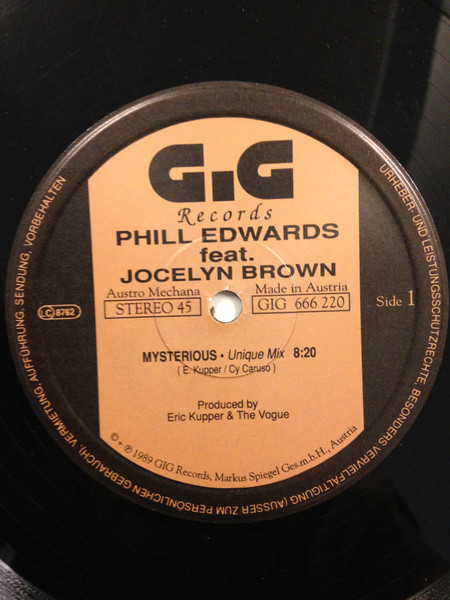 GiG
Records
PHILL EDWARDS
feat.
JOCELYN BROWN
Austro Mechana
Made in Austria
STEREO 45
GIG 666 220
LC 8762
Side 1
MYSTERIOUS • Unique Mix 8:20
( E. Kupper / Cy Caruso )
Produced by
Eric Kupper & The Vogue
© + ℗ 1989 GIG Records, Markus Spiegel Ges.m.b.H., Austria
URHEBER- UND LEISTUNGSSCHUTZRECHTE, BESONDERS VERVIELFÄLTIGUNG (AUSSER ZUM PERSÖNLICHEN GEBRAUCH), VERMIETUNG, AUFFÜHRUNG, SENDUNG, VORBEHALTEN